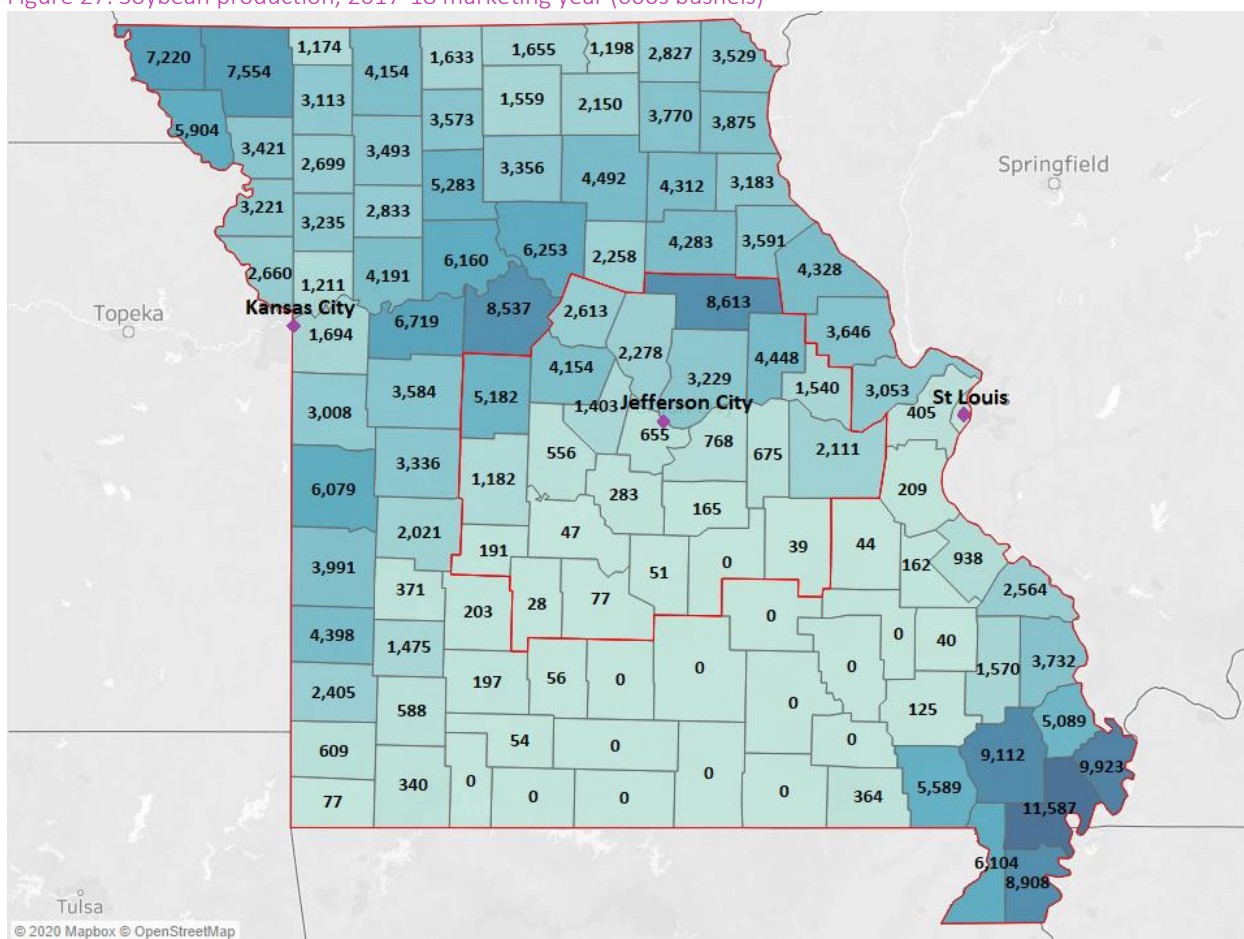 Figure 27: Soybean production, 2017-18 marketing year (000s bushels)
7,220 7,554 1,174 4,154 1,633 1,655 1,198 2,827 3,529
3,113 1,559 2,150 3,770 3,875
5,904 3,421 2,699 3,493 3,573
5,283 3,356 4,492 4,312 3,183
Springfield
3,221 3,235 2,833
2,660 1,211 4,191 6,160 6,253 2,258 4,283 3,591 4,328
Topeka
Kansas City
1,694 6,719 8,537 2,613 8,613 3,646
2,278 4,448
3,008 3,584 5,182 4,154 3,229 1,540 3,053
1,403 Jefferson City St Louis
405
655 768 675 2,111
3,336 1,182 556
6,079 283 165 209
2,021 191 47 39 44 162 938
3,991 51 0 2,564
371 203 28 77
4,398 1,475 0 0 40 1,570 3,732
2,405 197 56 0 0 0
588 0 125 5,089
609 54 0 0 9,112 9,923
77 340 0 0 0 0 0 364 5,589 11,587
6,104 8,908
Tulsa
© 2020 Mapbox © OpenStreetMap